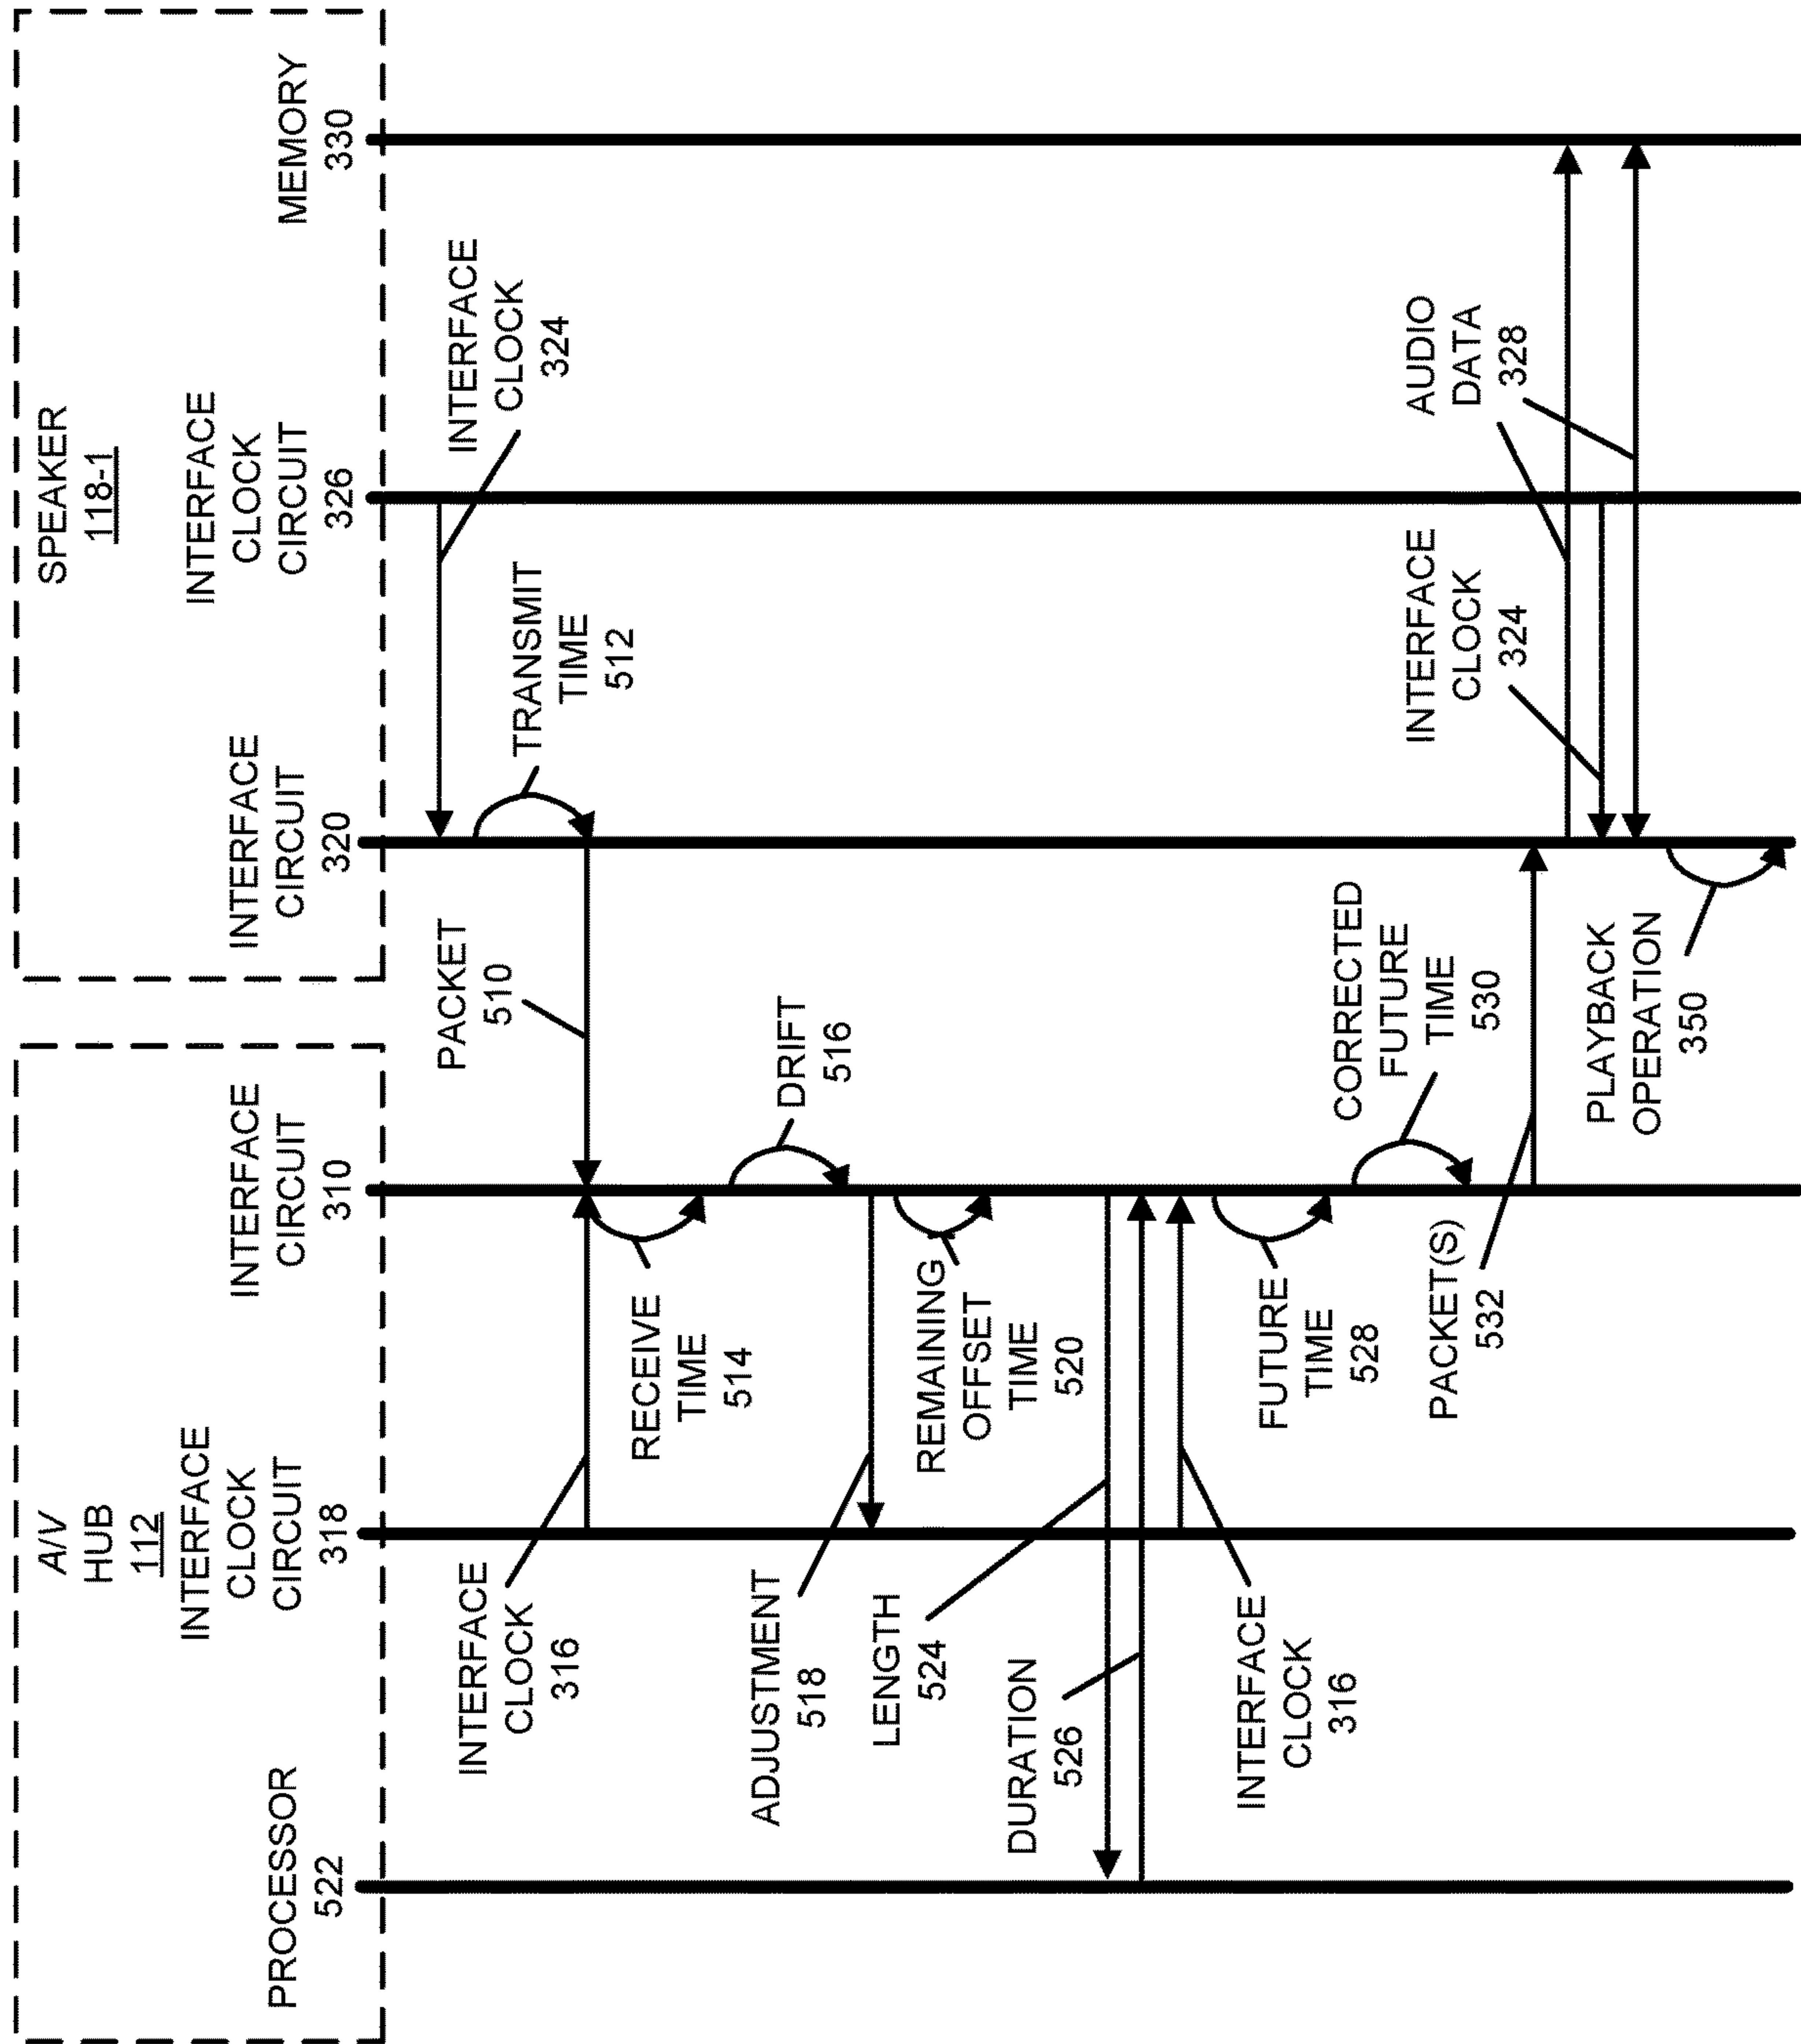 A/V
HUB
112
PROCESSOR
522
INTERFACE
CLOCK
CIRCUIT
318
INTERFACE
CIRCUIT
310
SPEAKER
118-1
INTERFACE
CIRCUIT
320
INTERFACE
CLOCK
CIRCUIT
326
MEMORY
330
INTERFACE
CLOCK
324
TRANSMIT
TIME
512
PACKET
510
INTERFACE
CLOCK
316
RECEIVE
TIME
514
DRIFT
516
ADJUSTMENT
518
REMAINING
OFFSET
TIME
520
LENGTH
524
DURATION
526
INTERFACE
CLOCK
316
FUTURE
TIME
528
CORRECTED
FUTURE
TIME
530
PACKET(S)
532
AUDIO
DATA
328
INTERFACE
CLOCK
324
PLAYBACK
OPERATION
350